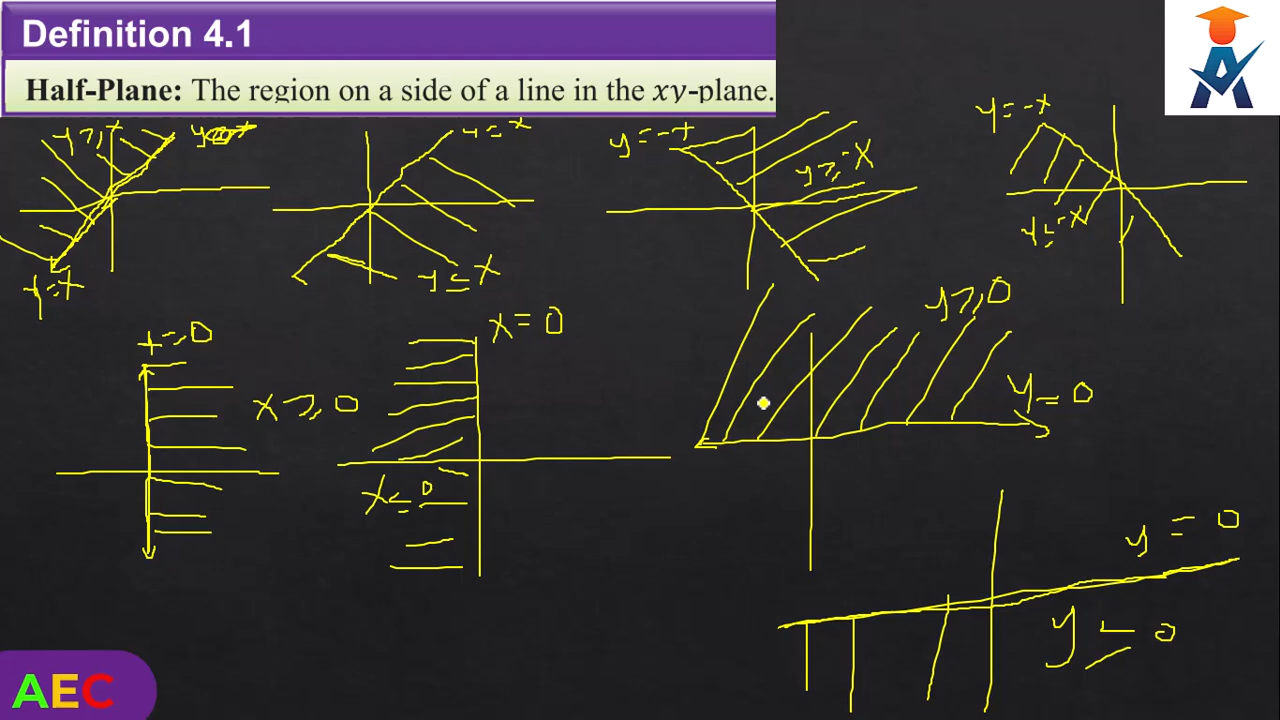 Definition 4.1
Half-Plane: The region on a side of a line in the xy-plane.
y ≥ x
y = x
y = x
y ≤ x
y = -x
y ≥ -x
y = -x
y ≤ -x
x = 0
x ≥ 0
x = 0
x ≤ 0
y ≥ 0
y = 0
y = 0
y ≤ 0
AEC